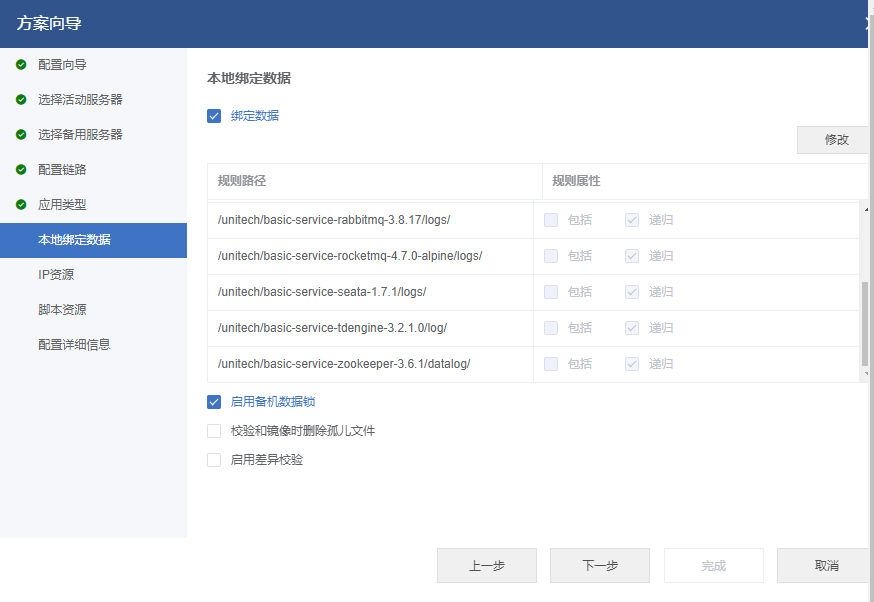 方案向导
配置向导
选择活动服务器
选择备用服务器
配置链路
应用类型
本地绑定数据
IP资源
脚本资源
配置详细信息
本地绑定数据
绑定数据
修改
规则路径 规则属性
/unitech/basic-service-rabbitmq-3.8.17/logs/ 包括 递归
/unitech/basic-service-rocketmq-4.7.0-alpine/logs/ 包括 递归
/unitech/basic-service-seata-1.7.1/logs/ 包括 递归
/unitech/basic-service-tdengine-3.2.1.0/log/ 包括 递归
/unitech/basic-service-zookeeper-3.6.1/datalog/ 包括 递归
启用备机数据锁
校验和镜像时删除孤儿文件
启用差异校验
上一步 下一步 完成 取消